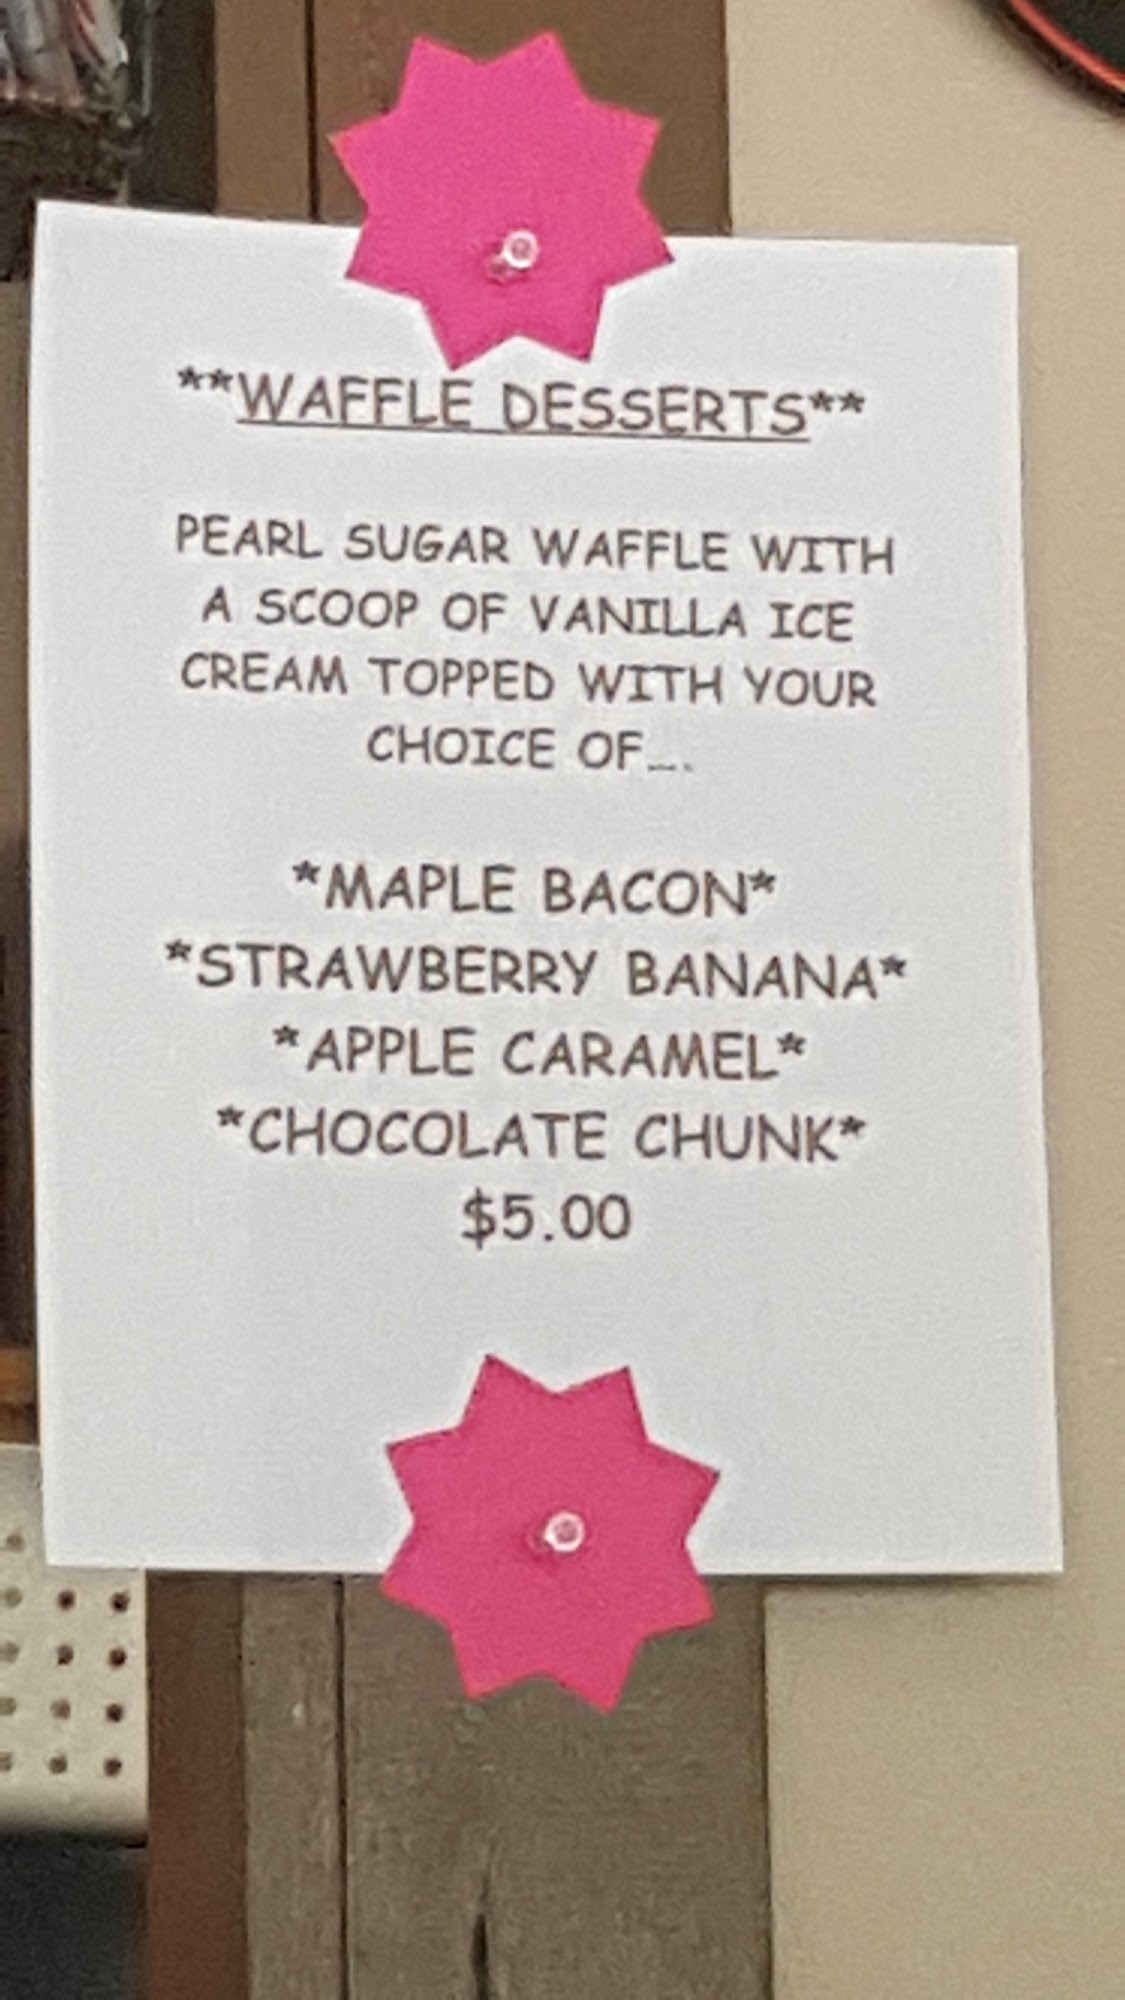 **WAFFLE DESSERTS**
PEARL SUGAR WAFFLE WITH
A SCOOP OF VANILLA ICE
CREAM TOPPED WITH YOUR
CHOICE OF....
*MAPLE BACON*
*STRAWBERRY BANANA*
*APPLE CARAMEL*
*CHOCOLATE CHUNK*
$5.00